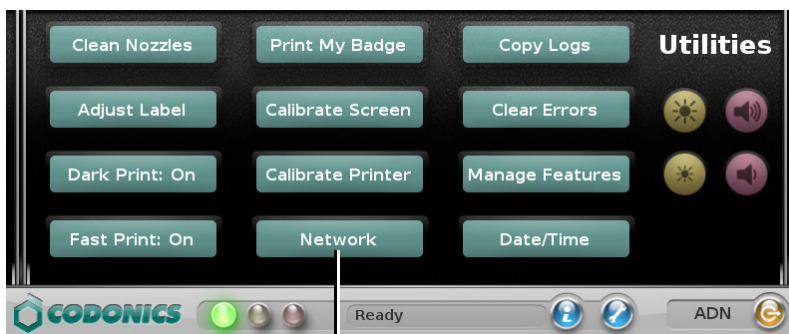 Clean Nozzles Print My Badge Copy Logs Utilities
Adjust Label Calibrate Screen Clear Errors
Dark Print: On Calibrate Printer Manage Features
Fast Print: On Network Date/Time
CODONICS Ready ADN